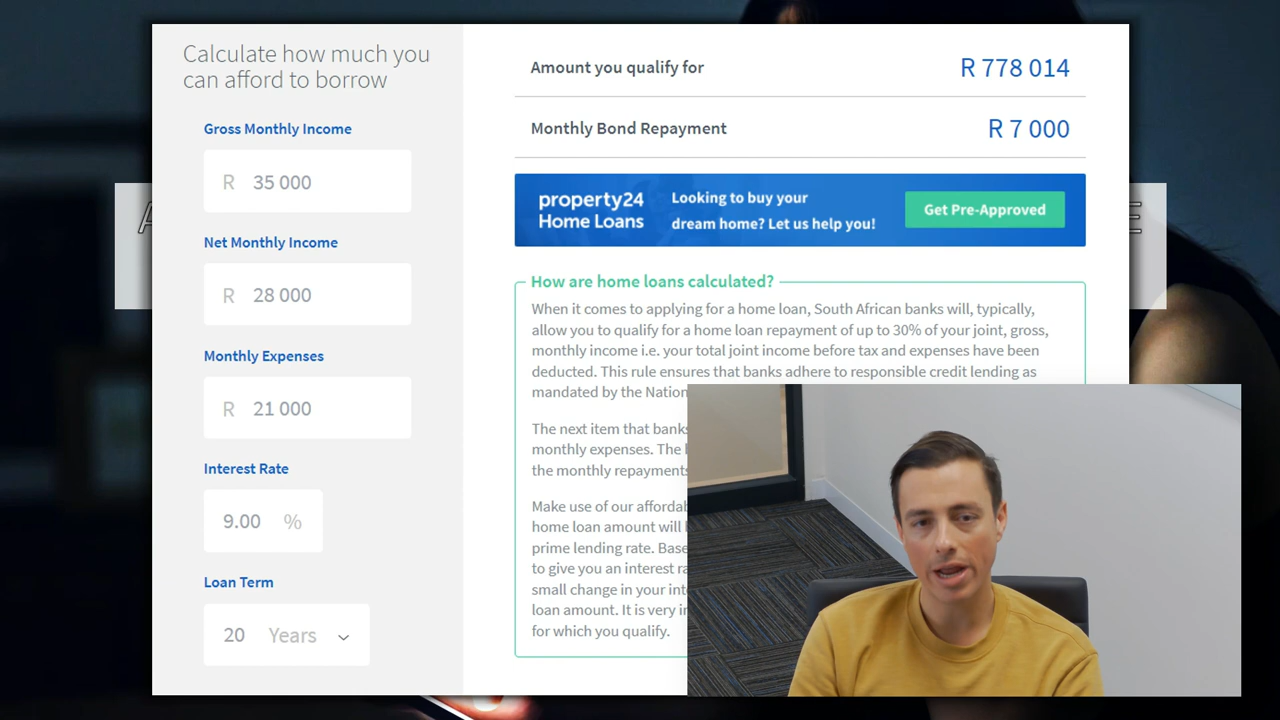 Calculate how much you
can afford to borrow
Gross Monthly Income
R 35 000
Net Monthly Income
R 28 000
Monthly Expenses
R 21 000
Interest Rate
9.00 %
Loan Term
20 Years
Amount you qualify for
R 778 014
Monthly Bond Repayment
R 7 000
property24
Home Loans
Looking to buy your
dream home? Let us help you!
Get Pre-Approved
How are home loans calculated?
When it comes to applying for a home loan, South African banks will, typically,
allow you to qualify for a home loan repayment of up to 30% of your joint, gross,
monthly income i.e. your total joint income before tax and expenses have been
deducted. This rule ensures that banks adhere to responsible credit lending as
mandated by the Nation
The next item that banks
monthly expenses. The
the monthly repayments
Make use of our affordab
home loan amount will
prime lending rate. Base
to give you an interest ra
small change in your int
loan amount. It is very i
for which you qualify.